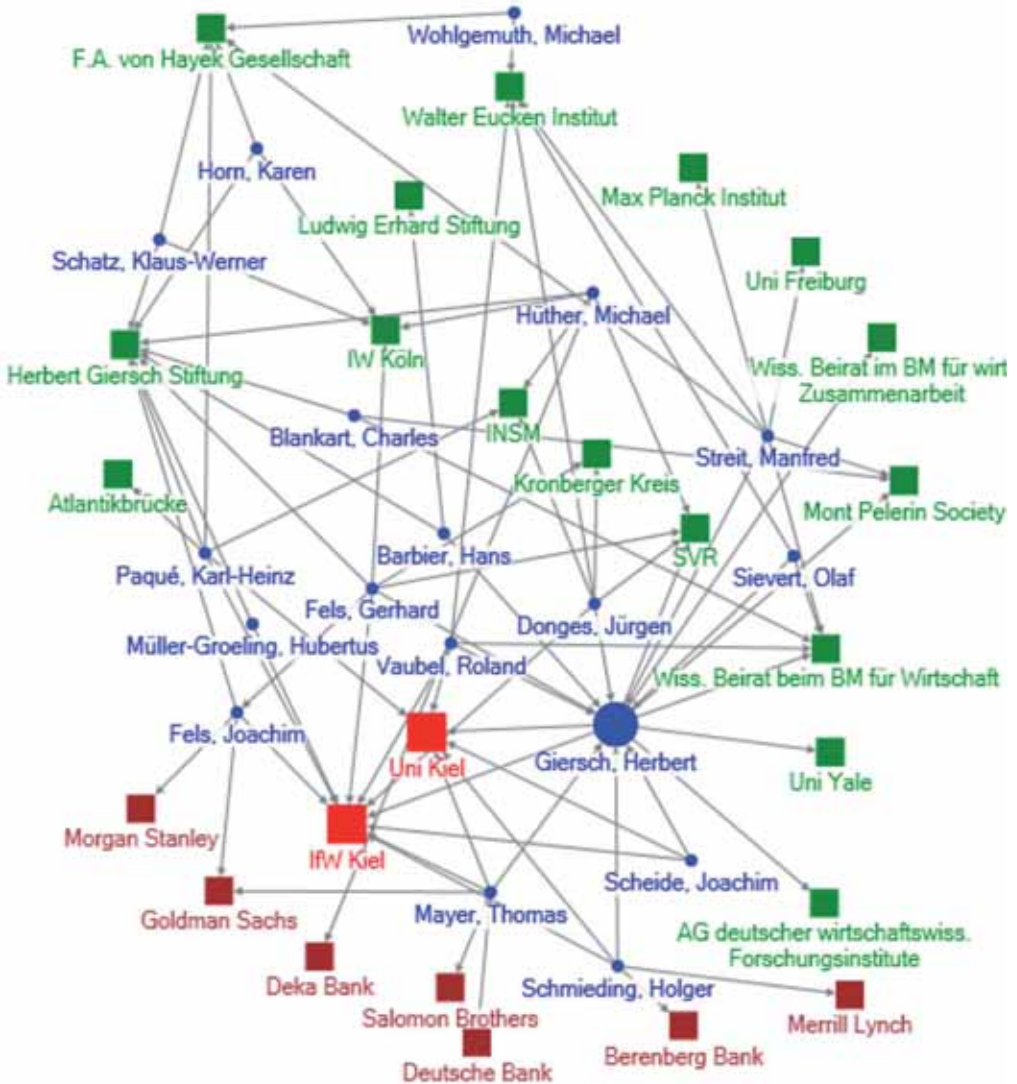 Wohlgemuth, Michael
F.A. von Hayek Gesellschaft
Walter Eucken Institut
Horn, Karen
Max Planck Institut
Ludwig Erhard Stiftung
Schatz, Klaus-Werner
Uni Freiburg
Hüther, Michael
IW Köln
Herbert Giersch Stiftung
Wiss. Beirat im BM für wirt
Zusammenarbeit
Blankart, Charles
INSM
Streit, Manfred
Kronberger Kreis
Atlantikbrücke
Mont Pelerin Society
Barbier, Hans
SVR
Paqué, Karl-Heinz
Sievert, Olaf
Fels, Gerhard
Donges, Jürgen
Müller-Groeling, Hubertus
Vaubel, Roland
Wiss. Beirat beim BM für Wirtschaft
Fels, Joachim
Uni Kiel
Giersch, Herbert
Uni Yale
Morgan Stanley
IfW Kiel
Scheide, Joachim
Goldman Sachs
Mayer, Thomas
AG deutscher wirtschaftswiss.
Forschungsinstitute
Deka Bank
Schmieding, Holger
Salomon Brothers
Merrill Lynch
Berenberg Bank
Deutsche Bank